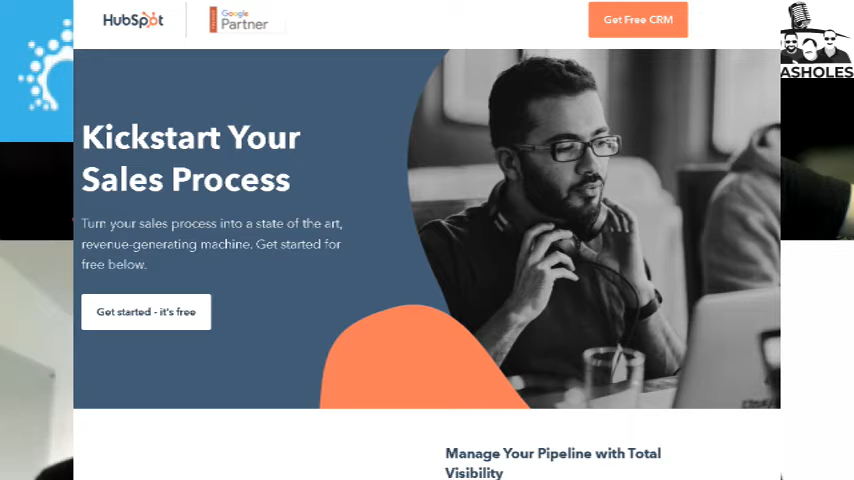 HubSpot
Google
Partner
Get Free CRM
ASHOLES
Kickstart Your
Sales Process
Turn your sales process into a state of the art,
revenue-generating machine. Get started for
free below.
Get started - it's free
Manage Your Pipeline with Total
Visibility